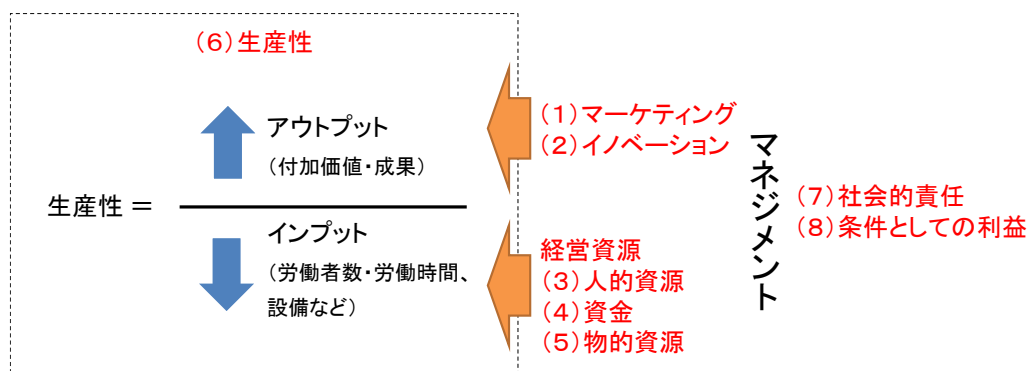 (6)生産性
アウトプット
(付加価値・成果)
生産性 =
インプット
(労働者数・労働時間、
設備など)
(1)マーケティング
(2)イノベーション
経営資源
(3)人的資源
(4)資金
(5)物的資源
マネジメント
(7)社会的責任
(8)条件としての利益